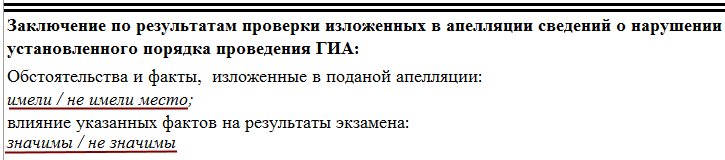 Заключение по результатам проверки изложенных в апелляции сведений о нарушении
установленного порядка проведения ГИА:
Обстоятельства и факты, изложенные в поданой апелляции:
имели / не имели место;
влияние указанных фактов на результаты экзамена:
значимы / не значимы